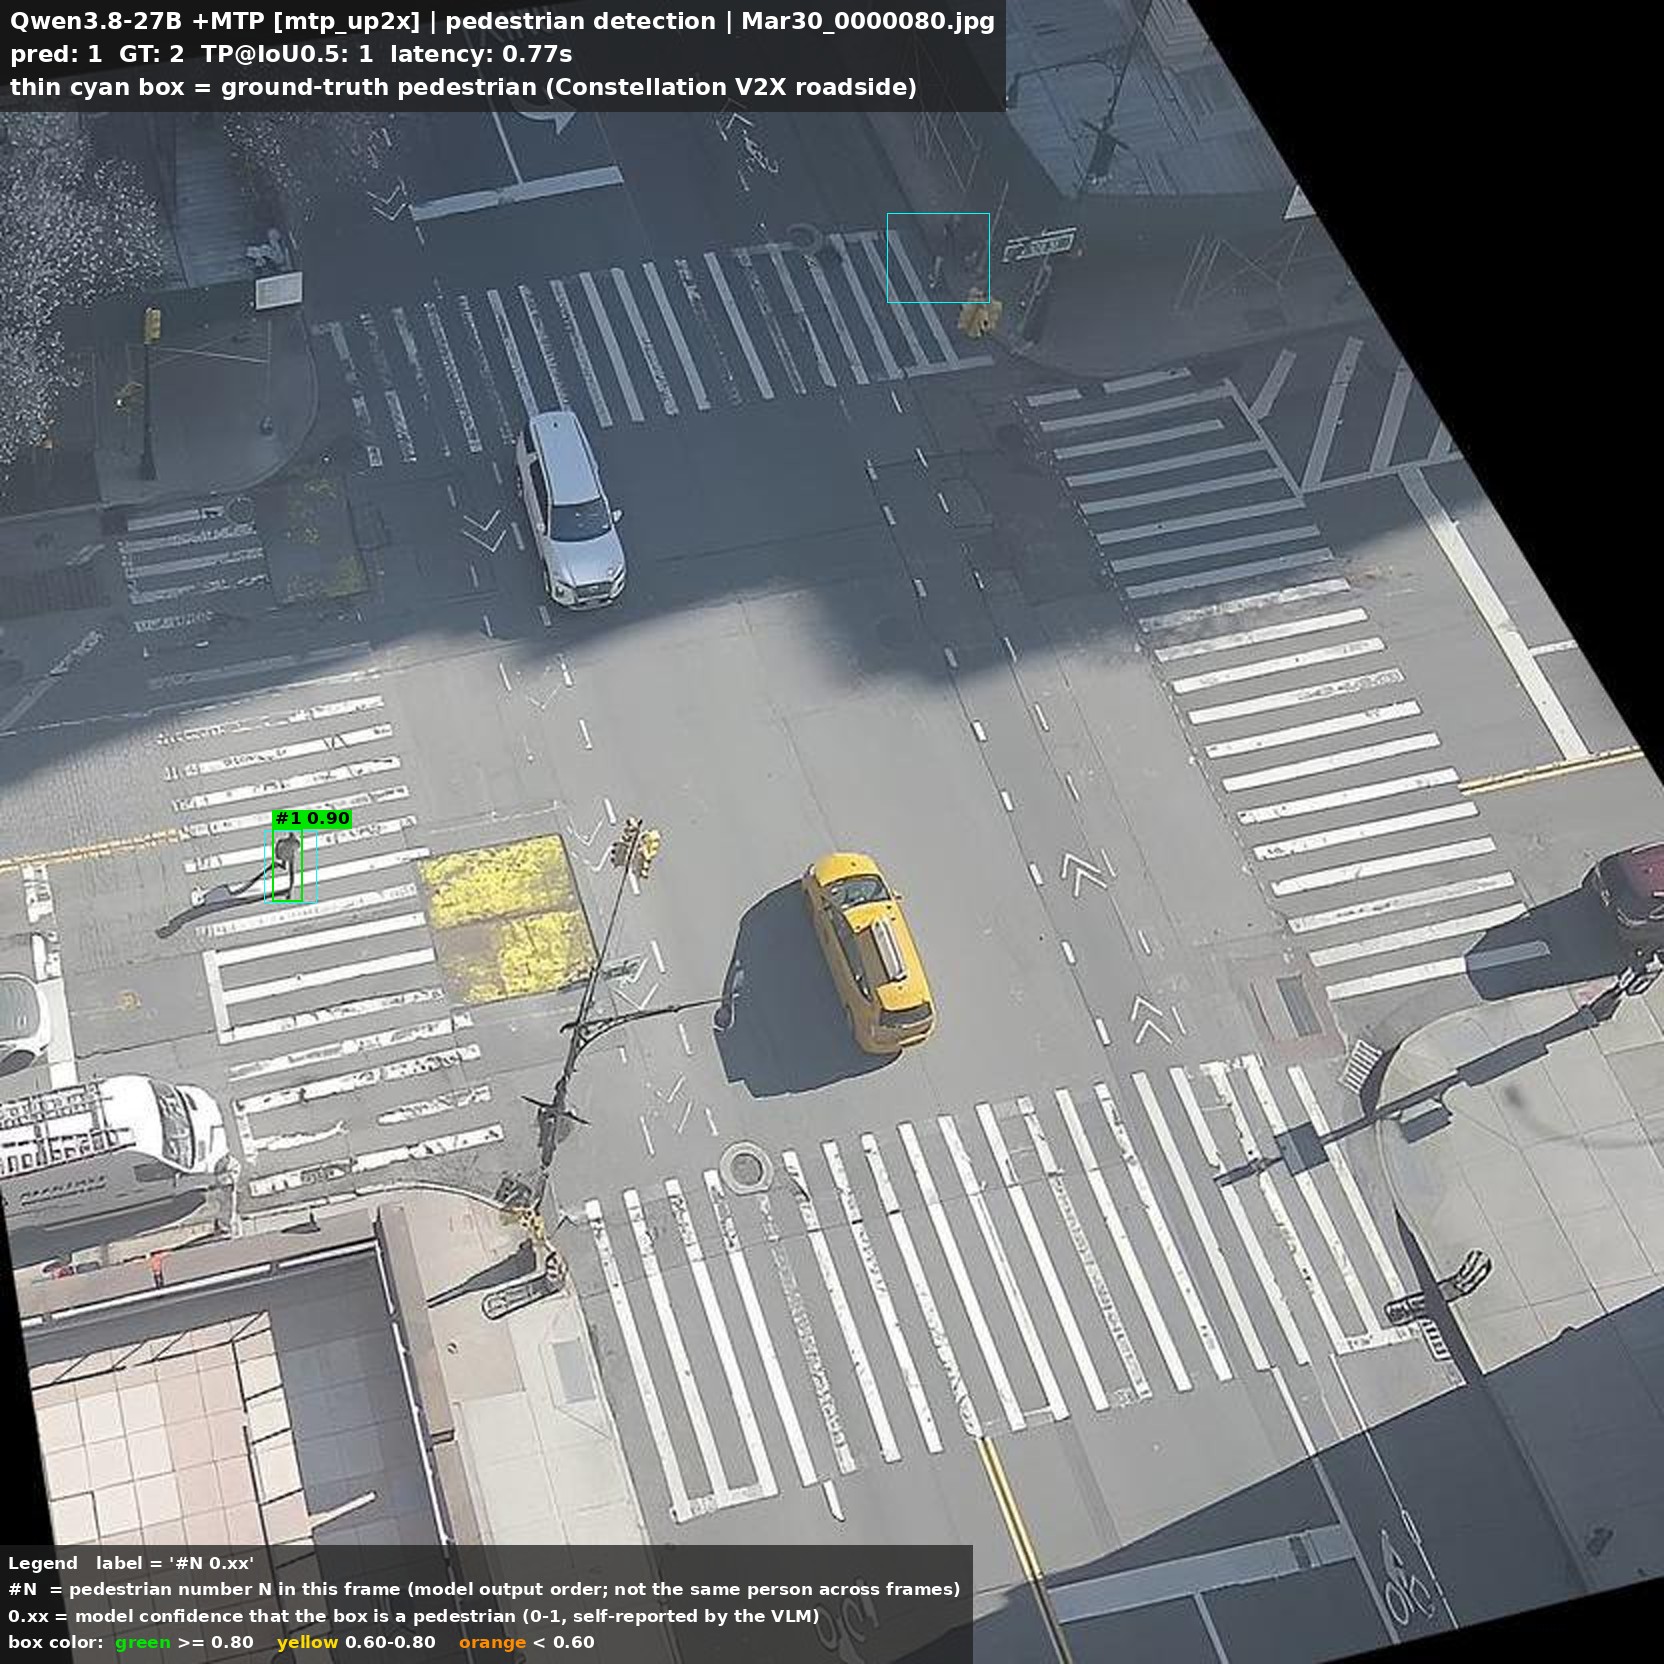 Qwen3.8-27B +MTP [mtp_up2x] | pedestrian detection | Mar30_0000080.jpg
pred: 1  GT: 2  TP@IoU0.5: 1  latency: 0.77s
thin cyan box = ground-truth pedestrian (Constellation V2X roadside)
#1 0.90
Legend   label = '#N 0.xx'
#N  = pedestrian number N in this frame (model output order; not the same person across frames)
0.xx = model confidence that the box is a pedestrian (0-1, self-reported by the VLM)
box color:  green >= 0.80    yellow 0.60-0.80    orange < 0.60